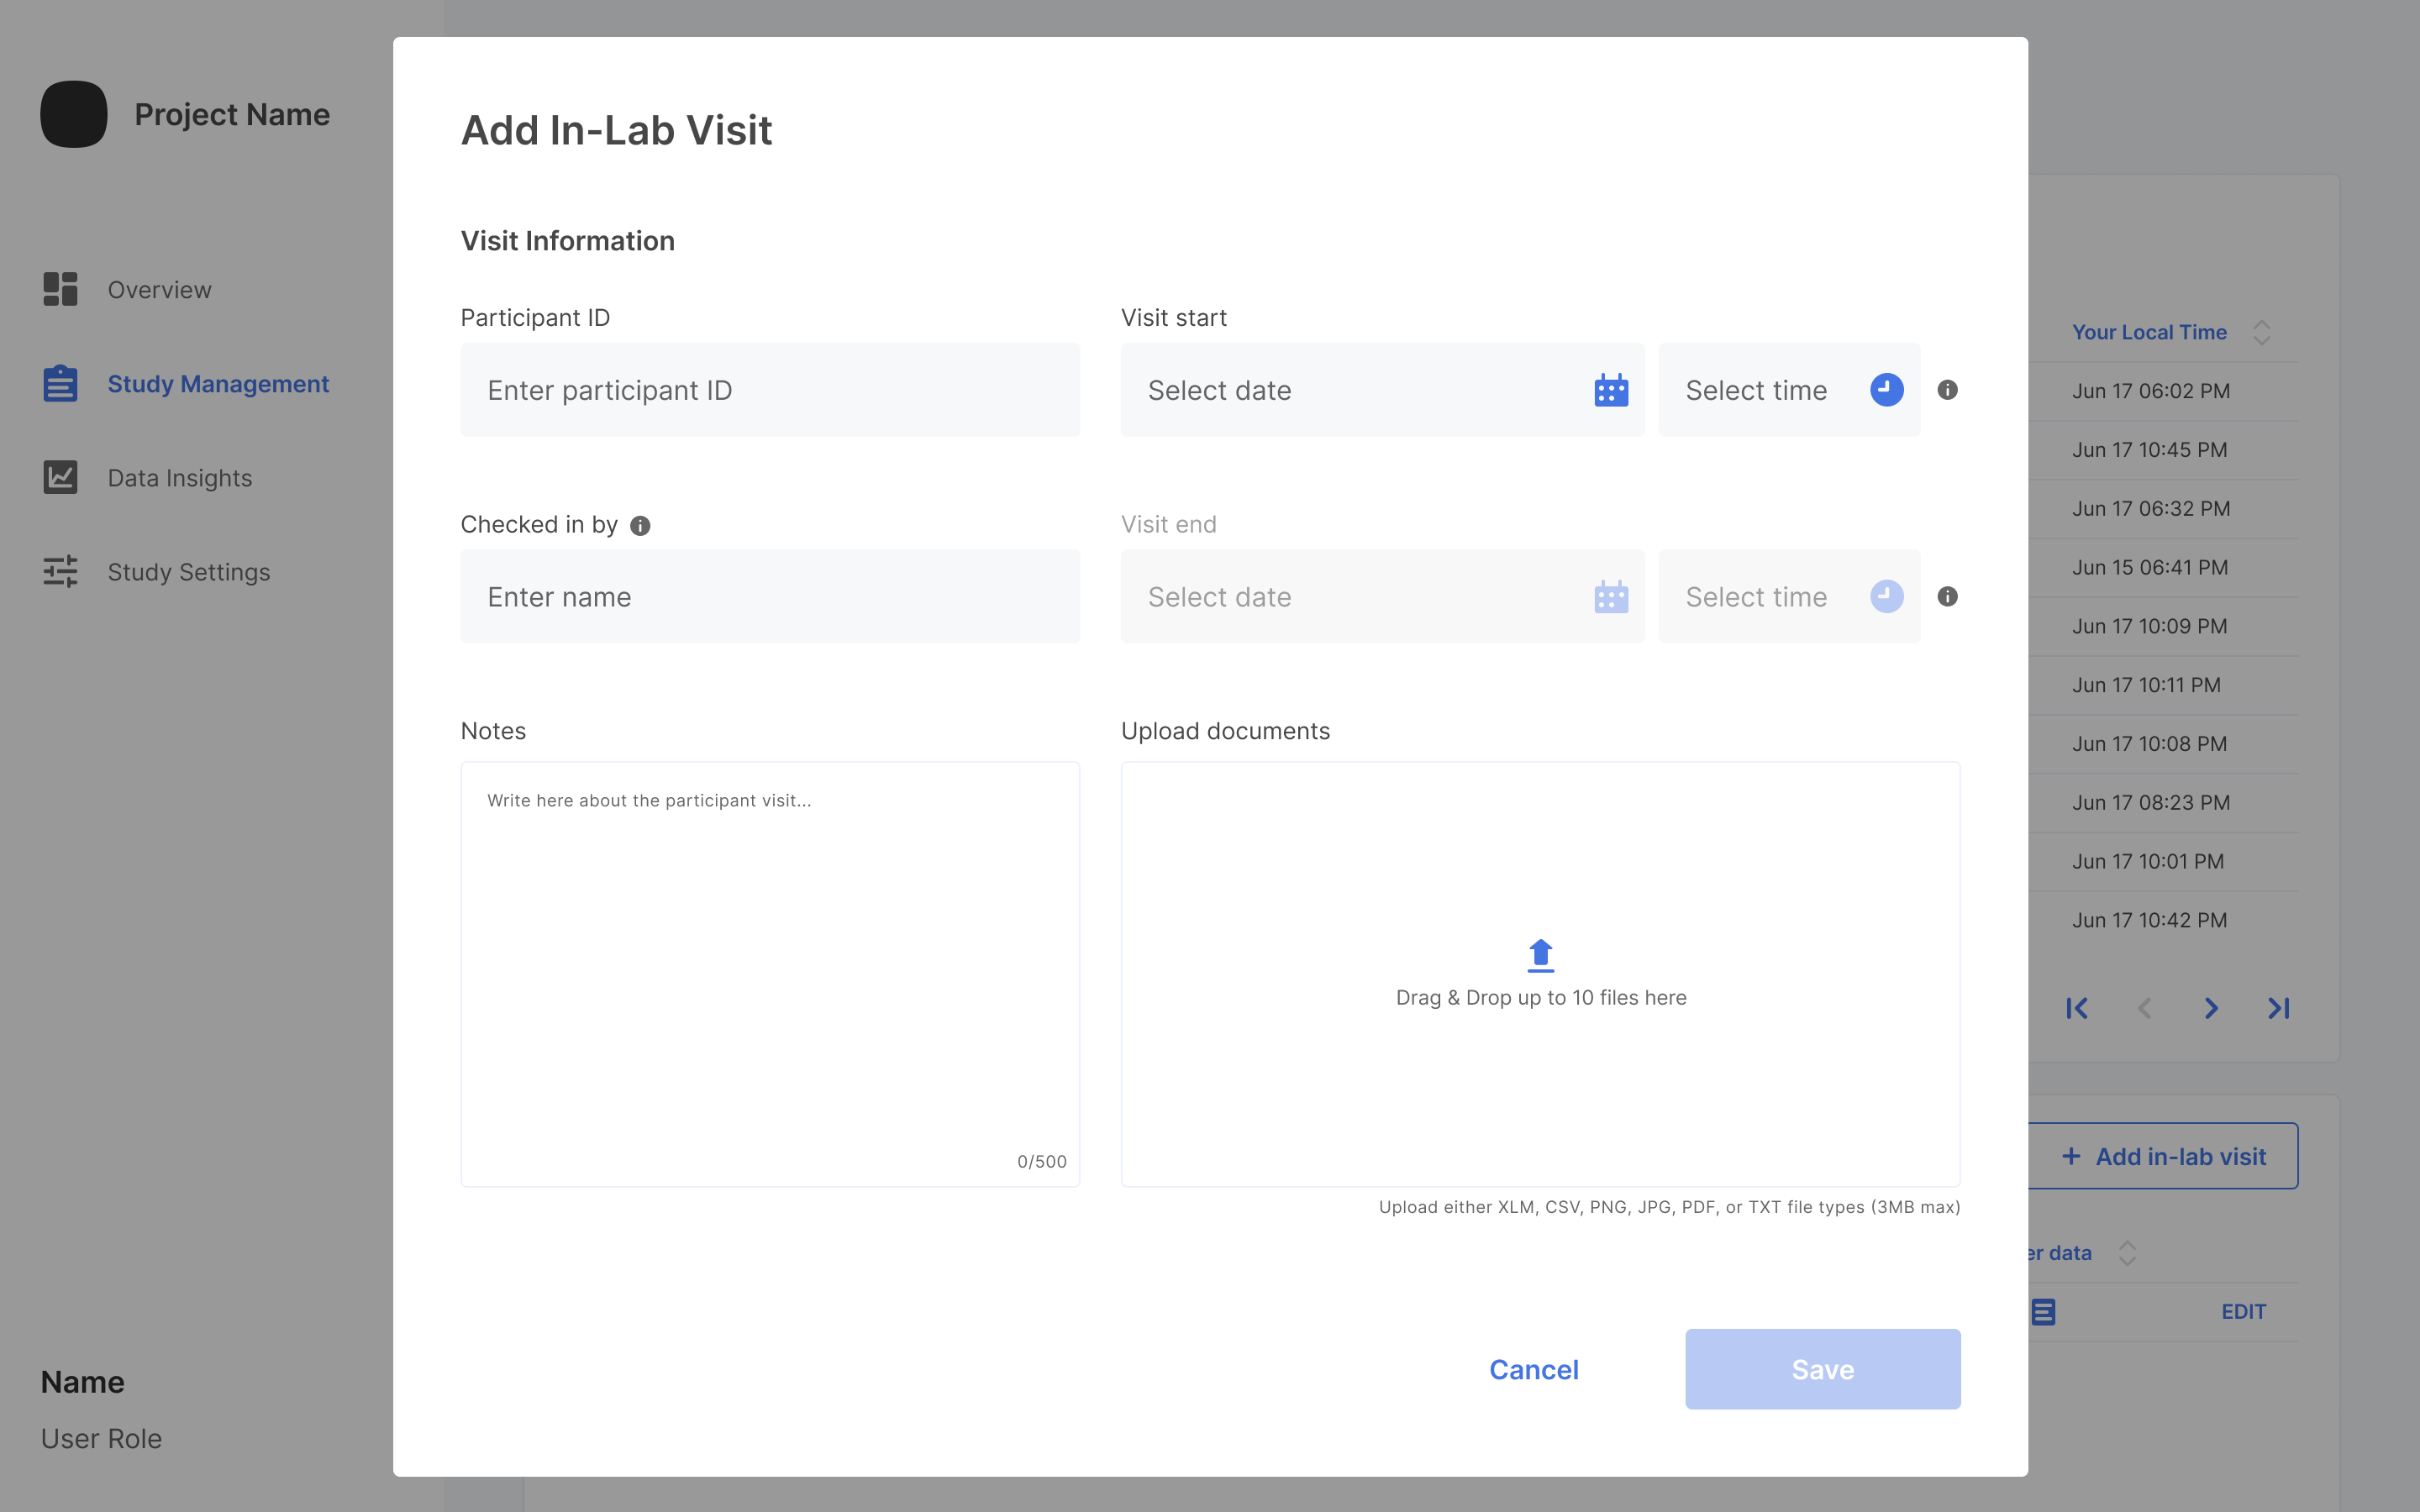 Project Name
Overview
Study Management
Data Insights
Study Settings
Name
User Role
Add In-Lab Visit
Visit Information
Participant ID
Enter participant ID
Visit start
Select date
Select time
Checked in by
Enter name
Visit end
Select date
Select time
Notes
Write here about the participant visit...
0/500
Upload documents
Drag & Drop up to 10 files here
Upload either XLM, CSV, PNG, JPG, PDF, or TXT file types (3MB max)
Cancel
Save
Your Local Time
Jun 17 06:02 PM
Jun 17 10:45 PM
Jun 17 06:32 PM
Jun 15 06:41 PM
Jun 17 10:09 PM
Jun 17 10:11 PM
Jun 17 10:08 PM
Jun 17 08:23 PM
Jun 17 10:01 PM
Jun 17 10:42 PM
+ Add in-lab visit
er data
EDIT